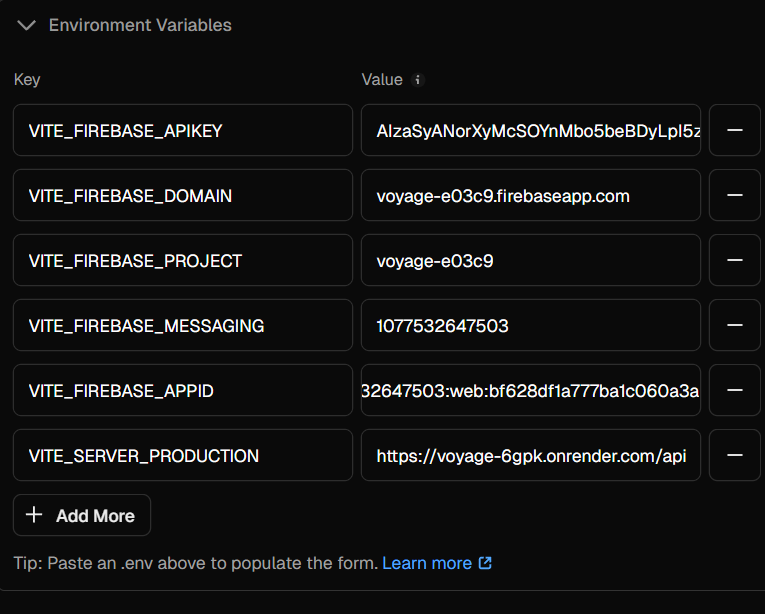 Environment Variables
Key Value
VITE_FIREBASE_APIKEY AIzaSyANorXyMcSOYnMbo5beBDyLpI5z
VITE_FIREBASE_DOMAIN voyage-e03c9.firebaseapp.com
VITE_FIREBASE_PROJECT voyage-e03c9
VITE_FIREBASE_MESSAGING 1077532647503
VITE_FIREBASE_APPID 32647503:web:bf628df1a777ba1c060a3a
VITE_SERVER_PRODUCTION https://voyage-6gpk.onrender.com/api
+ Add More
Tip: Paste an .env above to populate the form. Learn more